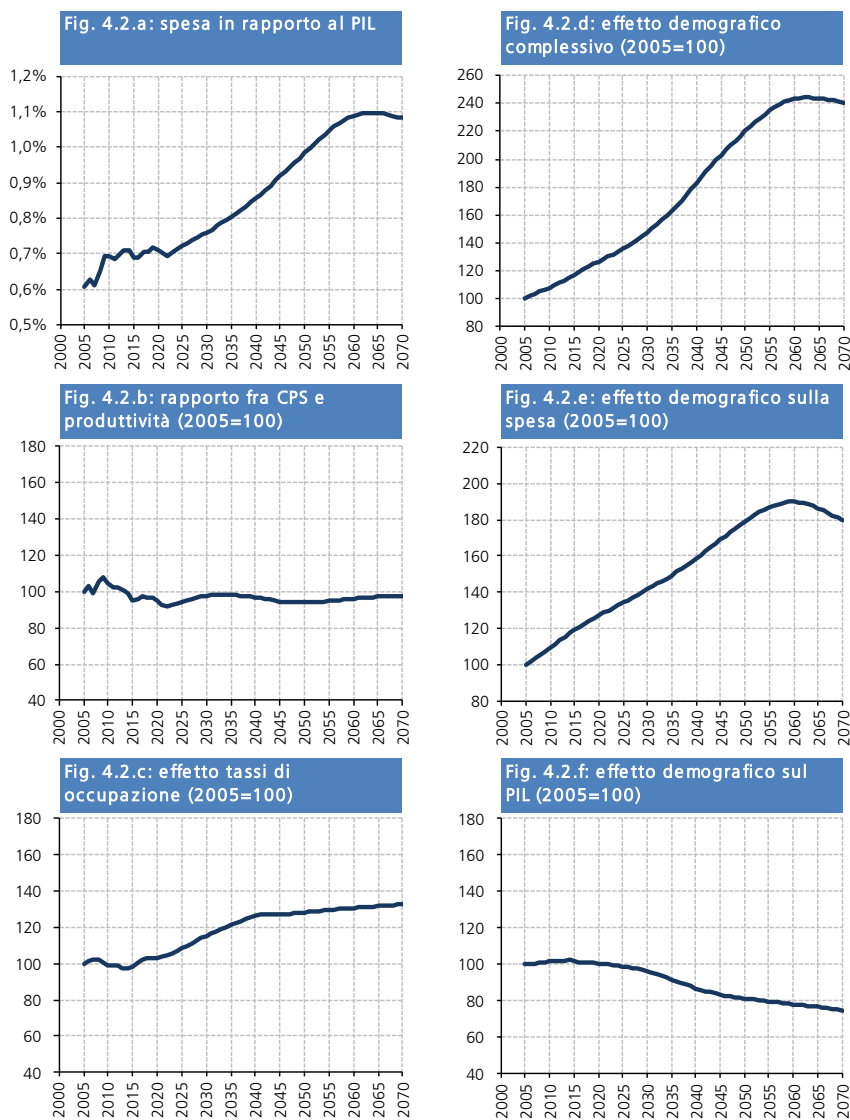 Fig. 4.2.a: spesa in rapporto al PIL
1,2%
1,1%
1,0%
0,9%
0,8%
0,7%
0,6%
0,5%
2000 2005 2010 2015 2020 2025 2030 2035 2040 2045 2050 2055 2060 2065 2070
Fig. 4.2.d: effetto demografico
complessivo (2005=100)
260
240
220
200
180
160
140
120
100
80
2000 2005 2010 2015 2020 2025 2030 2035 2040 2045 2050 2055 2060 2065 2070
Fig. 4.2.b: rapporto fra CPS e
produttività (2005=100)
180
160
140
120
100
80
60
40
2000 2005 2010 2015 2020 2025 2030 2035 2040 2045 2050 2055 2060 2065 2070
Fig. 4.2.e: effetto demografico sulla
spesa (2005=100)
220
200
180
160
140
120
100
80
2000 2005 2010 2015 2020 2025 2030 2035 2040 2045 2050 2055 2060 2065 2070
Fig. 4.2.c: effetto tassi di
occupazione (2005=100)
180
160
140
120
100
80
60
40
2000 2005 2010 2015 2020 2025 2030 2035 2040 2045 2050 2055 2060 2065 2070
Fig. 4.2.f: effetto demografico sul
PIL (2005=100)
180
160
140
120
100
80
60
40
2000 2005 2010 2015 2020 2025 2030 2035 2040 2045 2050 2055 2060 2065 2070